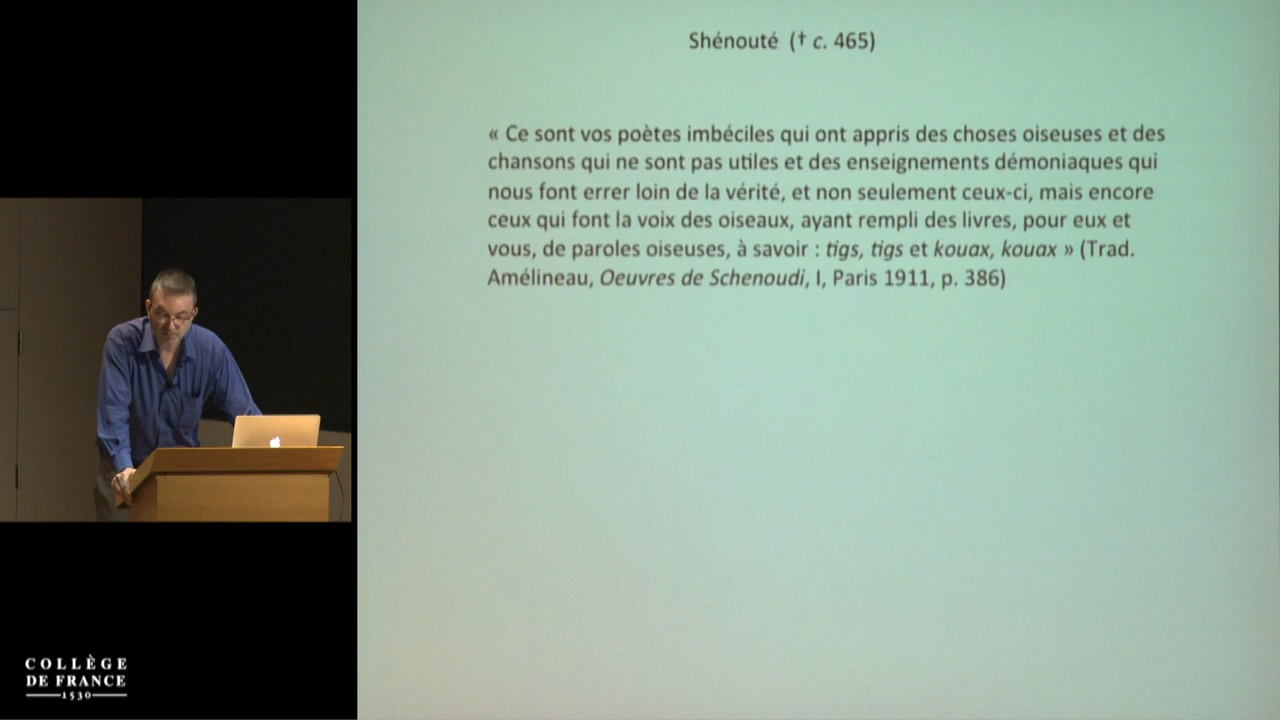 Shénouté († c. 465)
« Ce sont vos poètes imbéciles qui ont appris des choses oiseuses et des
chansons qui ne sont pas utiles et des enseignements démoniaques qui
nous font errer loin de la vérité, et non seulement ceux-ci, mais encore
ceux qui font la voix des oiseaux, ayant rempli des livres, pour eux et
vous, de paroles oiseuses, à savoir : tigs, tigs et kouax, kouax » (Trad.
Amélineau, Oeuvres de Schenoudi, I, Paris 1911, p. 386)
COLLÈGE
DE FRANCE
1530